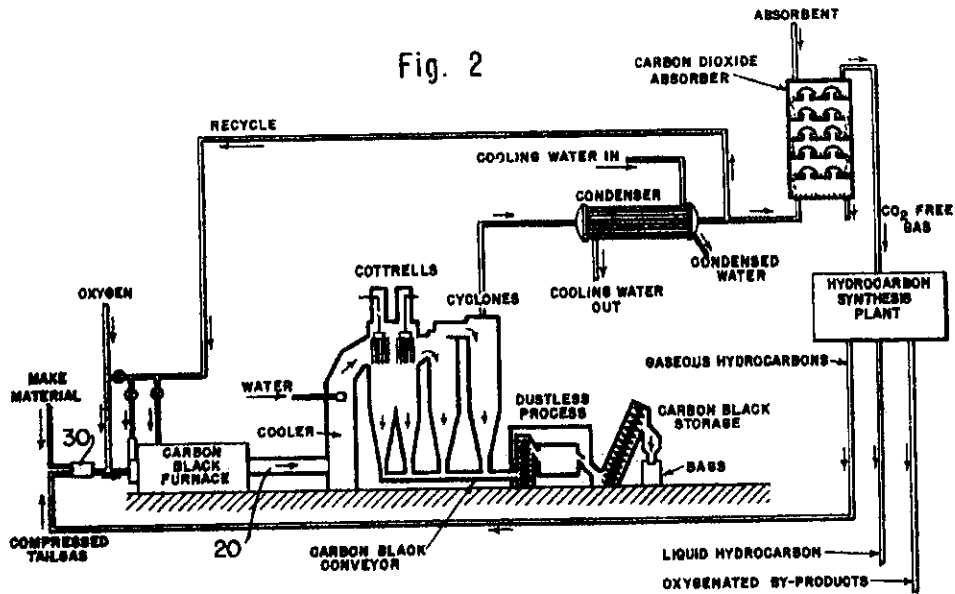 ABSORBENT
Fig. 2
CARBON DIOXIDE
ABSORBER
RECYCLE
COOLING WATER IN
CONDENSER
CO2 FREE
GAS
CONDENSED
WATER
COOLING WATER
OUT
COTTRELLS
CYCLONES
OXYGEN
HYDROCARBON
SYNTHESIS
PLANT
GASEOUS HYDROCARBONS
MAKE
MATERIAL
WATER
DUSTLESS
PROCESS
CARBON BLACK
STORAGE
30
COOLER
CARBON
BLACK
FURNACE
BAGS
20
COMPRESSED
TAILGAS
CARBON BLACK
CONVEYOR
LIQUID HYDROCARBON
OXYGENATED BY-PRODUCTS